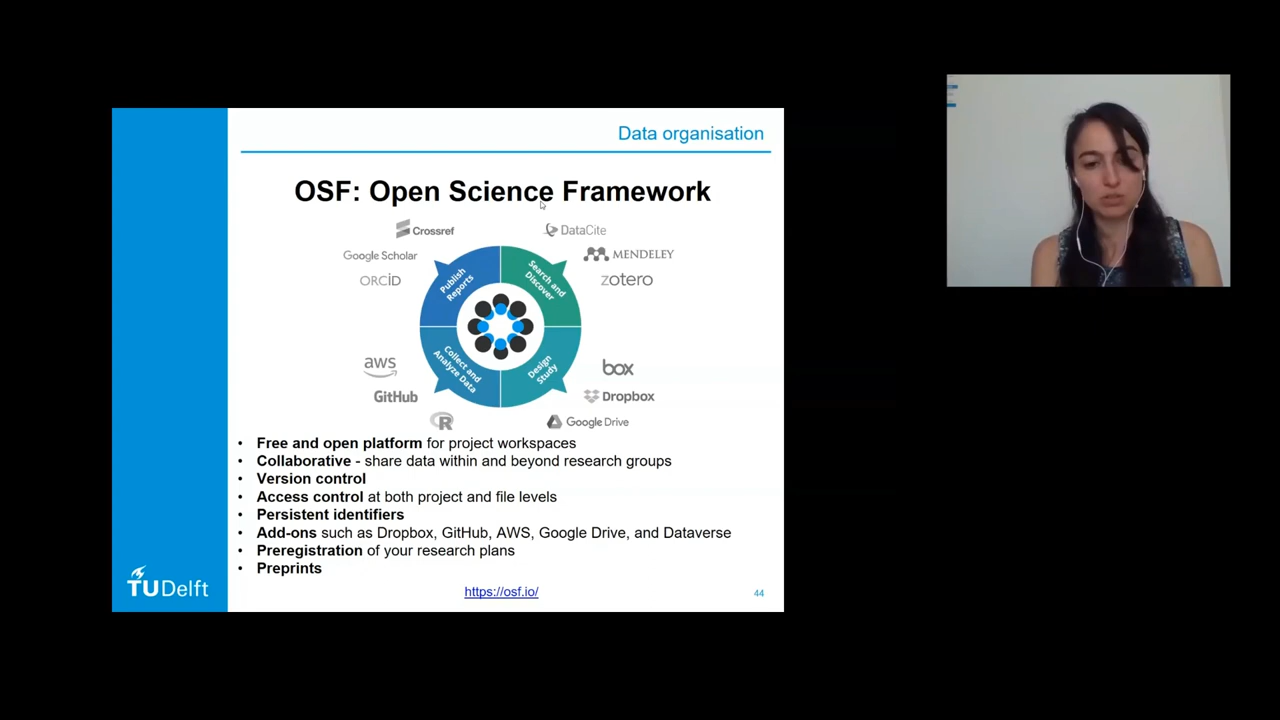 Data organisation
OSF: Open Science Framework
Crossref
DataCite
Google Scholar
MENDELEY
ORCID
zotero
Publish
Reports
Search and
Discover
Collect and
Analyze Data
Design
Study
aws
box
GitHub
Dropbox
R
Google Drive
• Free and open platform for project workspaces
• Collaborative - share data within and beyond research groups
• Version control
• Access control at both project and file levels
• Persistent identifiers
• Add-ons such as Dropbox, GitHub, AWS, Google Drive, and Dataverse
• Preregistration of your research plans
• Preprints
TUDelft
https://osf.io/
44